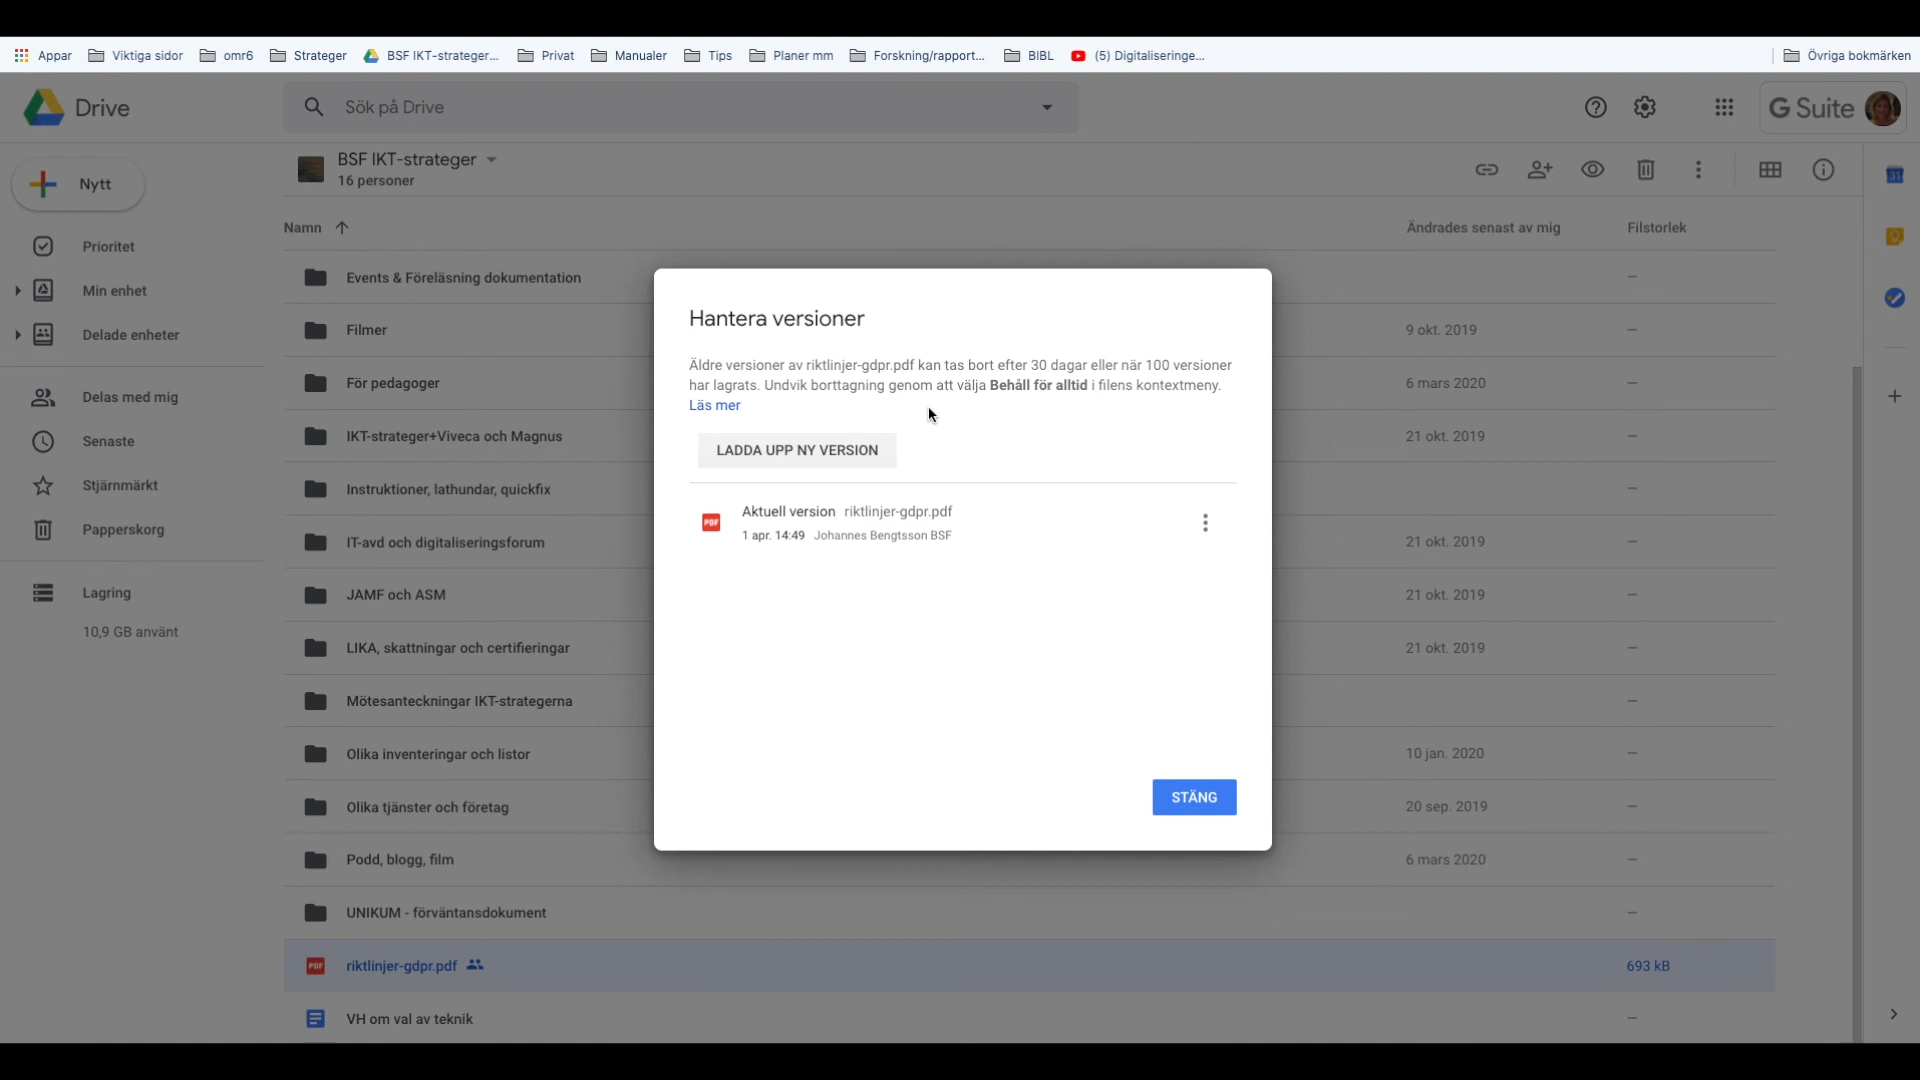 Appar Viktiga sidor omr6 Strateger BSF IKT-strateger... Privat Manualer Tips Planer mm Forskning/rapport... BIBL (5) Digitaliseringe... Övriga bokmärken
Drive Sök på Drive G Suite
BSF IKT-strateger
16 personer
Nytt
Prioritet
Min enhet
Delade enheter
Delas med mig
Senaste
Stjärnmärkt
Papperskorg
Lagring
10,9 GB använt
Namn Ändrades senast av mig Filstorlek
Events & Föreläsning dokumentation –
Filmer 9 okt. 2019 –
För pedagoger 6 mars 2020 –
IKT-strateger+Viveca och Magnus 21 okt. 2019 –
Instruktioner, lathundar, quickfix –
IT-avd och digitaliseringsforum 21 okt. 2019 –
JAMF och ASM 21 okt. 2019 –
LIKA, skattningar och certifieringar 21 okt. 2019 –
Mötesanteckningar IKT-strategerna –
Olika inventeringar och listor 10 jan. 2020 –
Olika tjänster och företag 20 sep. 2019 –
Podd, blogg, film 6 mars 2020 –
UNIKUM - förväntansdokument –
PDF riktlinjer-gdpr.pdf 693 kB
VH om val av teknik –
Hantera versioner
Äldre versioner av riktlinjer-gdpr.pdf kan tas bort efter 30 dagar eller när 100 versioner
har lagrats. Undvik borttagning genom att välja Behåll för alltid i filens kontextmeny.
Läs mer
LADDA UPP NY VERSION
PDF Aktuell version riktlinjer-gdpr.pdf
1 apr. 14:49 Johannes Bengtsson BSF
STÄNG
31